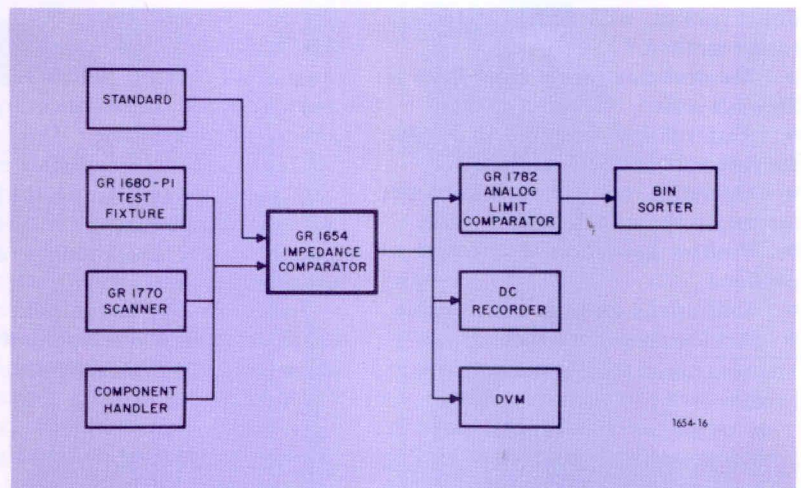 STANDARD
GR 1680-P1
TEST
FIXTURE
GR 1770
SCANNER
COMPONENT
HANDLER
GR 1654
IMPEDANCE
COMPARATOR
GR 1782
ANALOG
LIMIT
COMPARATOR
BIN
SORTER
DC
RECORDER
DVM
1654-16